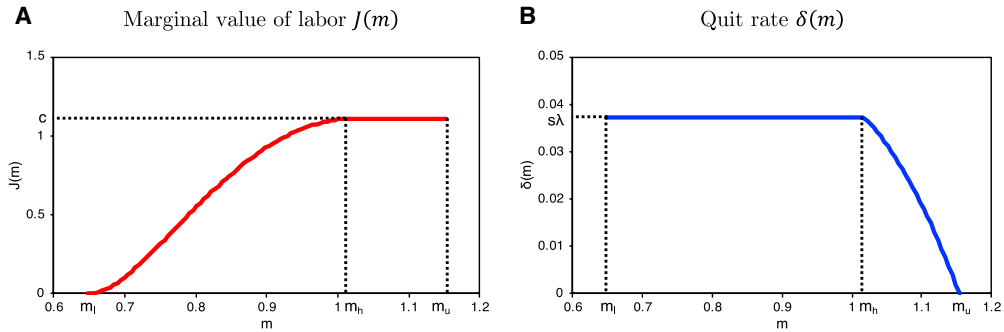 A Marginal value of labor J(m)
1.5
c
1
0.5
0
J(m)
0.6 m_l 0.7 0.8 0.9 1 m_h 1.1 m_u 1.2
m
B Quit rate δ(m)
0.05
0.04
sλ
0.03
0.02
0.01
0
δ(m)
0.6 m_l 0.7 0.8 0.9 1 m_h 1.1 m_u 1.2
m